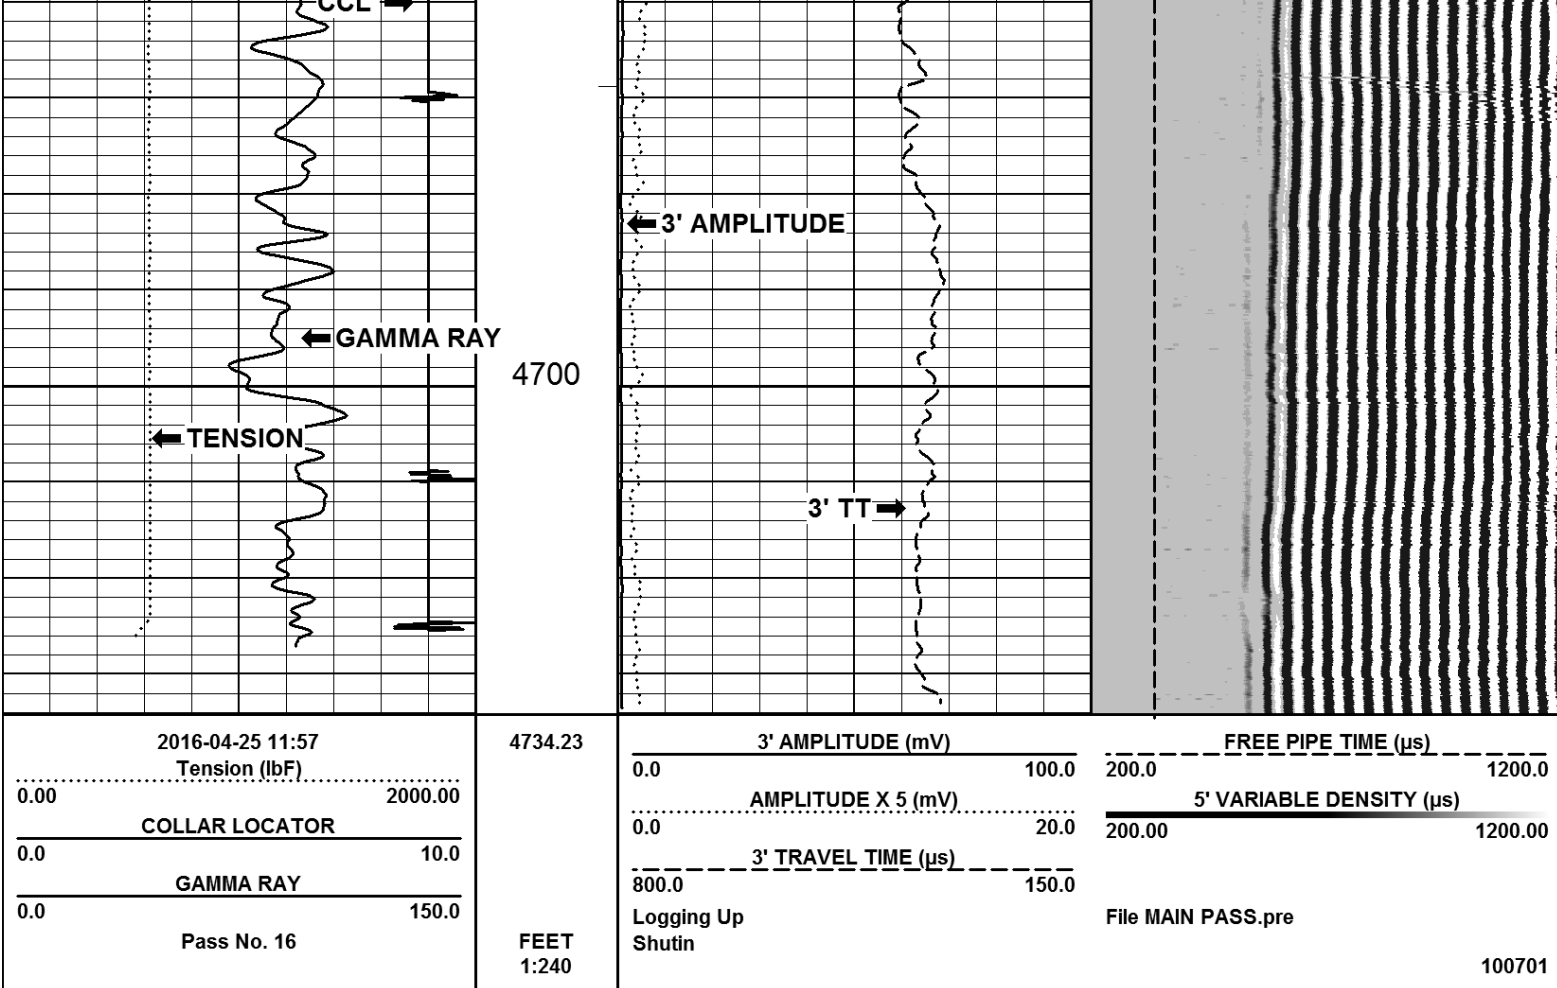 CCL
3' AMPLITUDE
GAMMA RAY
4700
TENSION
3' TT
2016-04-25 11:57
Tension (lbF)
0.00 2000.00
COLLAR LOCATOR
0.0 10.0
GAMMA RAY
0.0 150.0
Pass No. 16
4734.23
FEET
1:240
3' AMPLITUDE (mV)
0.0 100.0
AMPLITUDE X 5 (mV)
0.0 20.0
3' TRAVEL TIME (µs)
800.0 150.0
Logging Up
Shutin
FREE PIPE TIME (µs)
200.0 1200.0
5' VARIABLE DENSITY (µs)
200.00 1200.00
File MAIN PASS.pre
100701